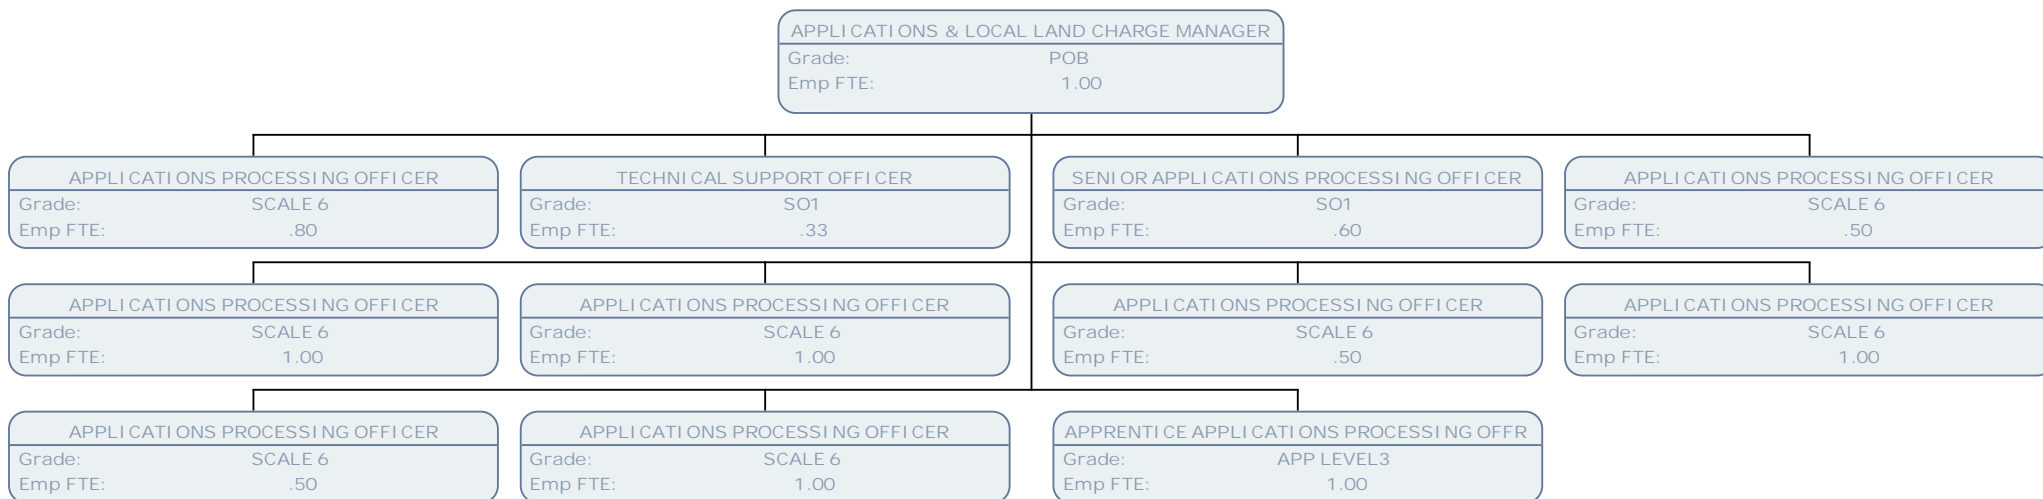 APPLICATIONS & LOCAL LAND CHARGE MANAGER
Grade: POB
Emp FTE: 1.00
APPLICATIONS PROCESSING OFFICER
Grade: SCALE 6
Emp FTE: .80
TECHNICAL SUPPORT OFFICER
Grade: SO1
Emp FTE: .33
SENIOR APPLICATIONS PROCESSING OFFICER
Grade: SO1
Emp FTE: .60
APPLICATIONS PROCESSING OFFICER
Grade: SCALE 6
Emp FTE: .50
APPLICATIONS PROCESSING OFFICER
Grade: SCALE 6
Emp FTE: 1.00
APPLICATIONS PROCESSING OFFICER
Grade: SCALE 6
Emp FTE: 1.00
APPLICATIONS PROCESSING OFFICER
Grade: SCALE 6
Emp FTE: .50
APPLICATIONS PROCESSING OFFICER
Grade: SCALE 6
Emp FTE: 1.00
APPLICATIONS PROCESSING OFFICER
Grade: SCALE 6
Emp FTE: .50
APPLICATIONS PROCESSING OFFICER
Grade: SCALE 6
Emp FTE: 1.00
APPRENTICE APPLICATIONS PROCESSING OFFR
Grade: APP LEVEL3
Emp FTE: 1.00